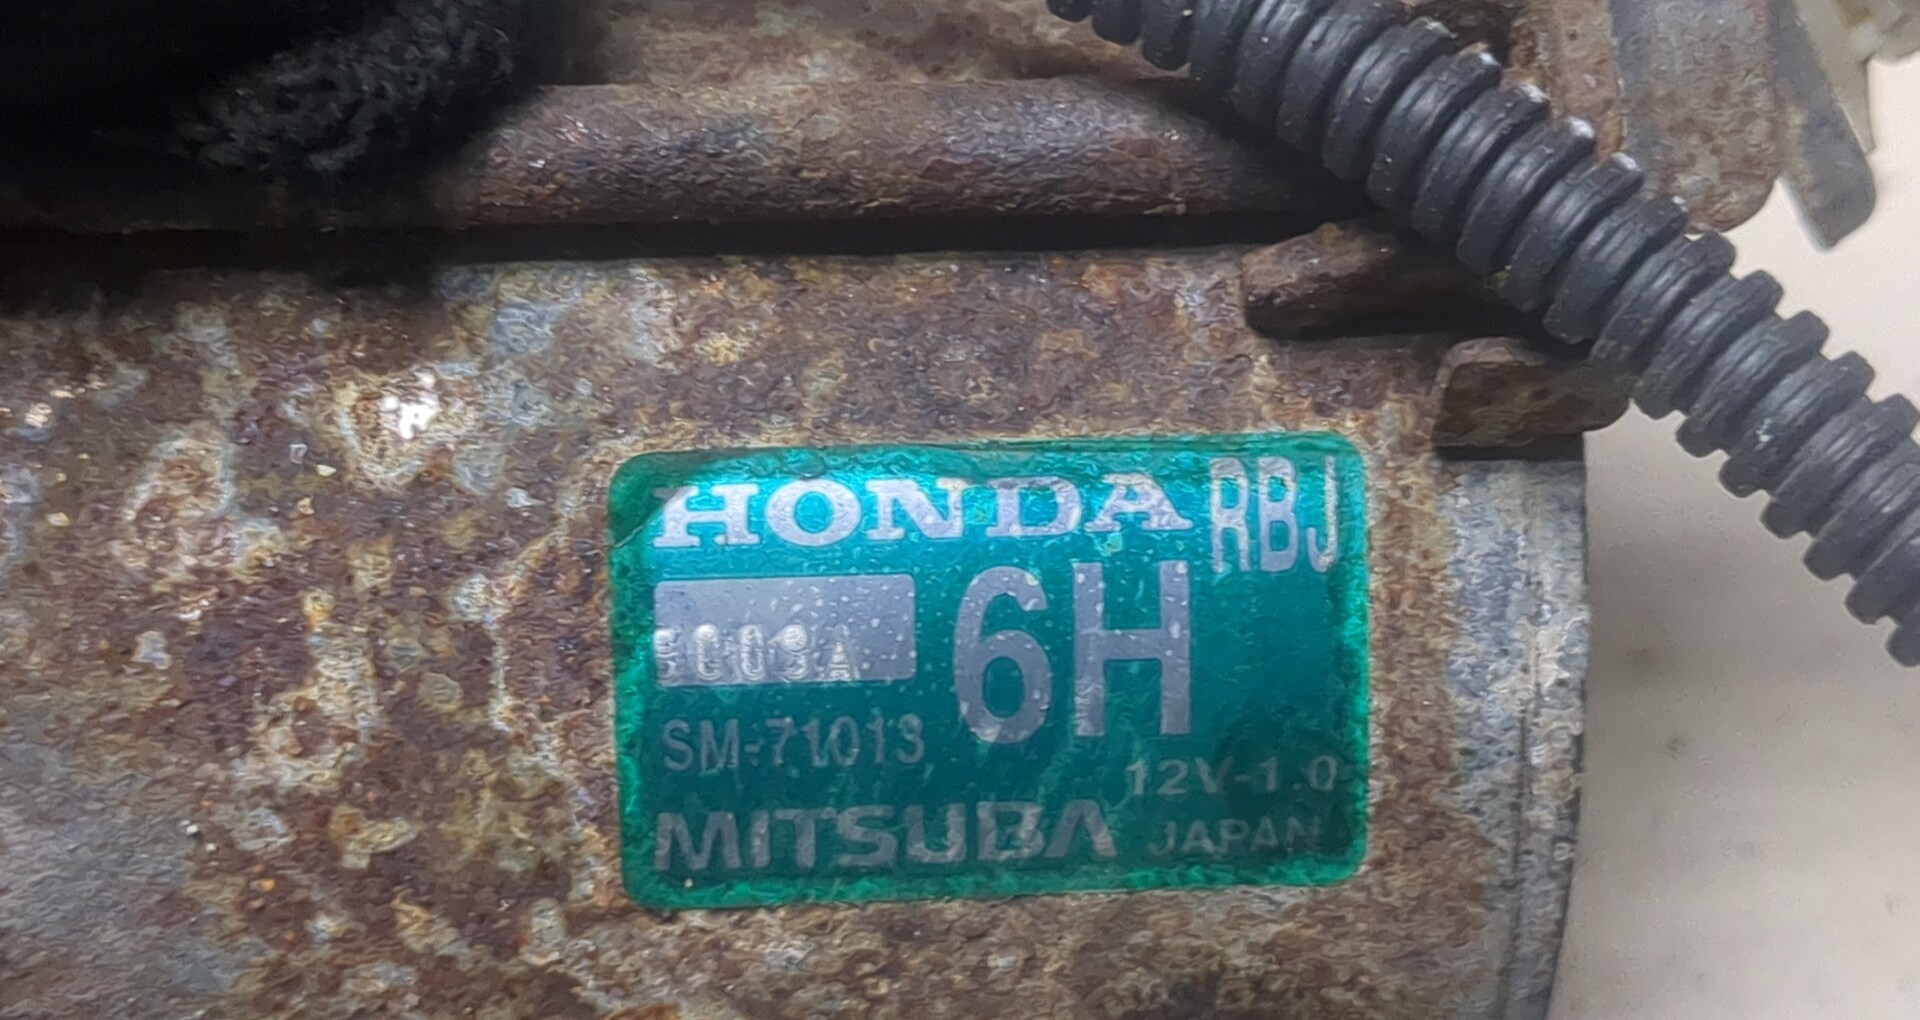 HONDA RBJ
6H
SM-71013
12V-1.0
MITSUBA JAPAN